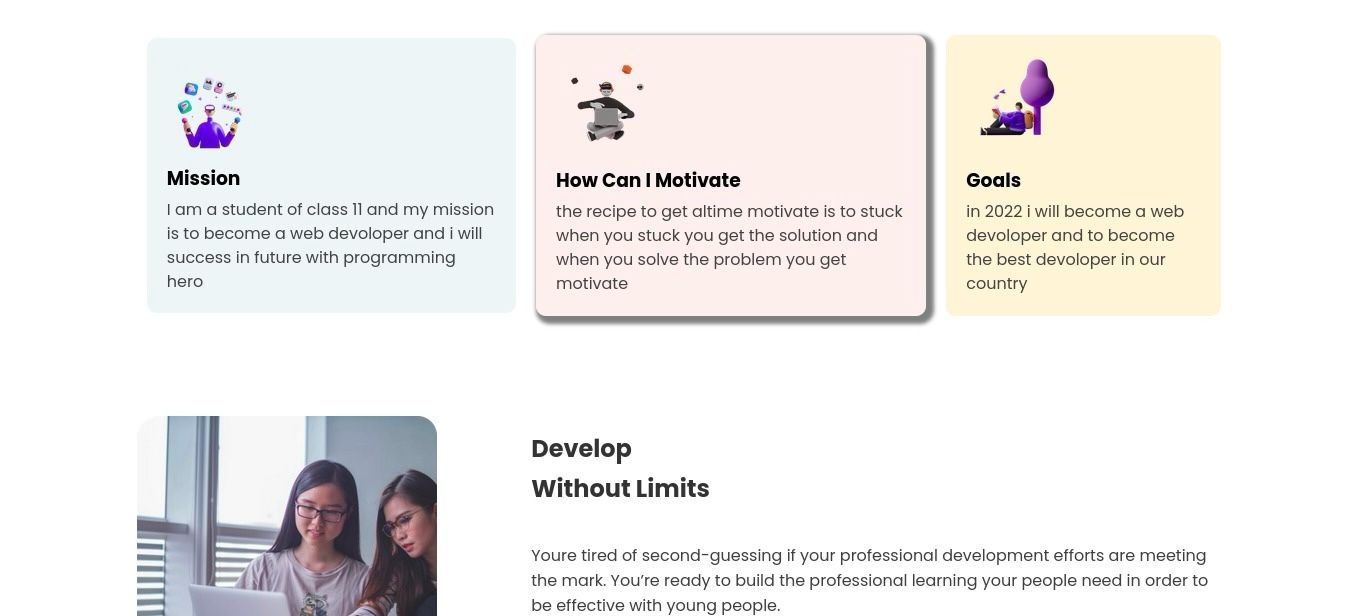 Mission
I am a student of class 11 and my mission
is to become a web devoloper and i will
success in future with programming
hero
How Can I Motivate
the recipe to get altime motivate is to stuck
when you stuck you get the solution and
when you solve the problem you get
motivate
Goals
in 2022 i will become a web
devoloper and to become
the best devoloper in our
country
Develop
Without Limits
Youre tired of second-guessing if your professional development efforts are meeting
the mark. You’re ready to build the professional learning your people need in order to
be effective with young people.